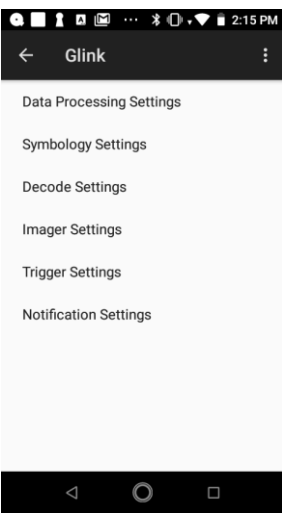 2:15 PM
Glink
Data Processing Settings
Symbology Settings
Decode Settings
Imager Settings
Trigger Settings
Notification Settings